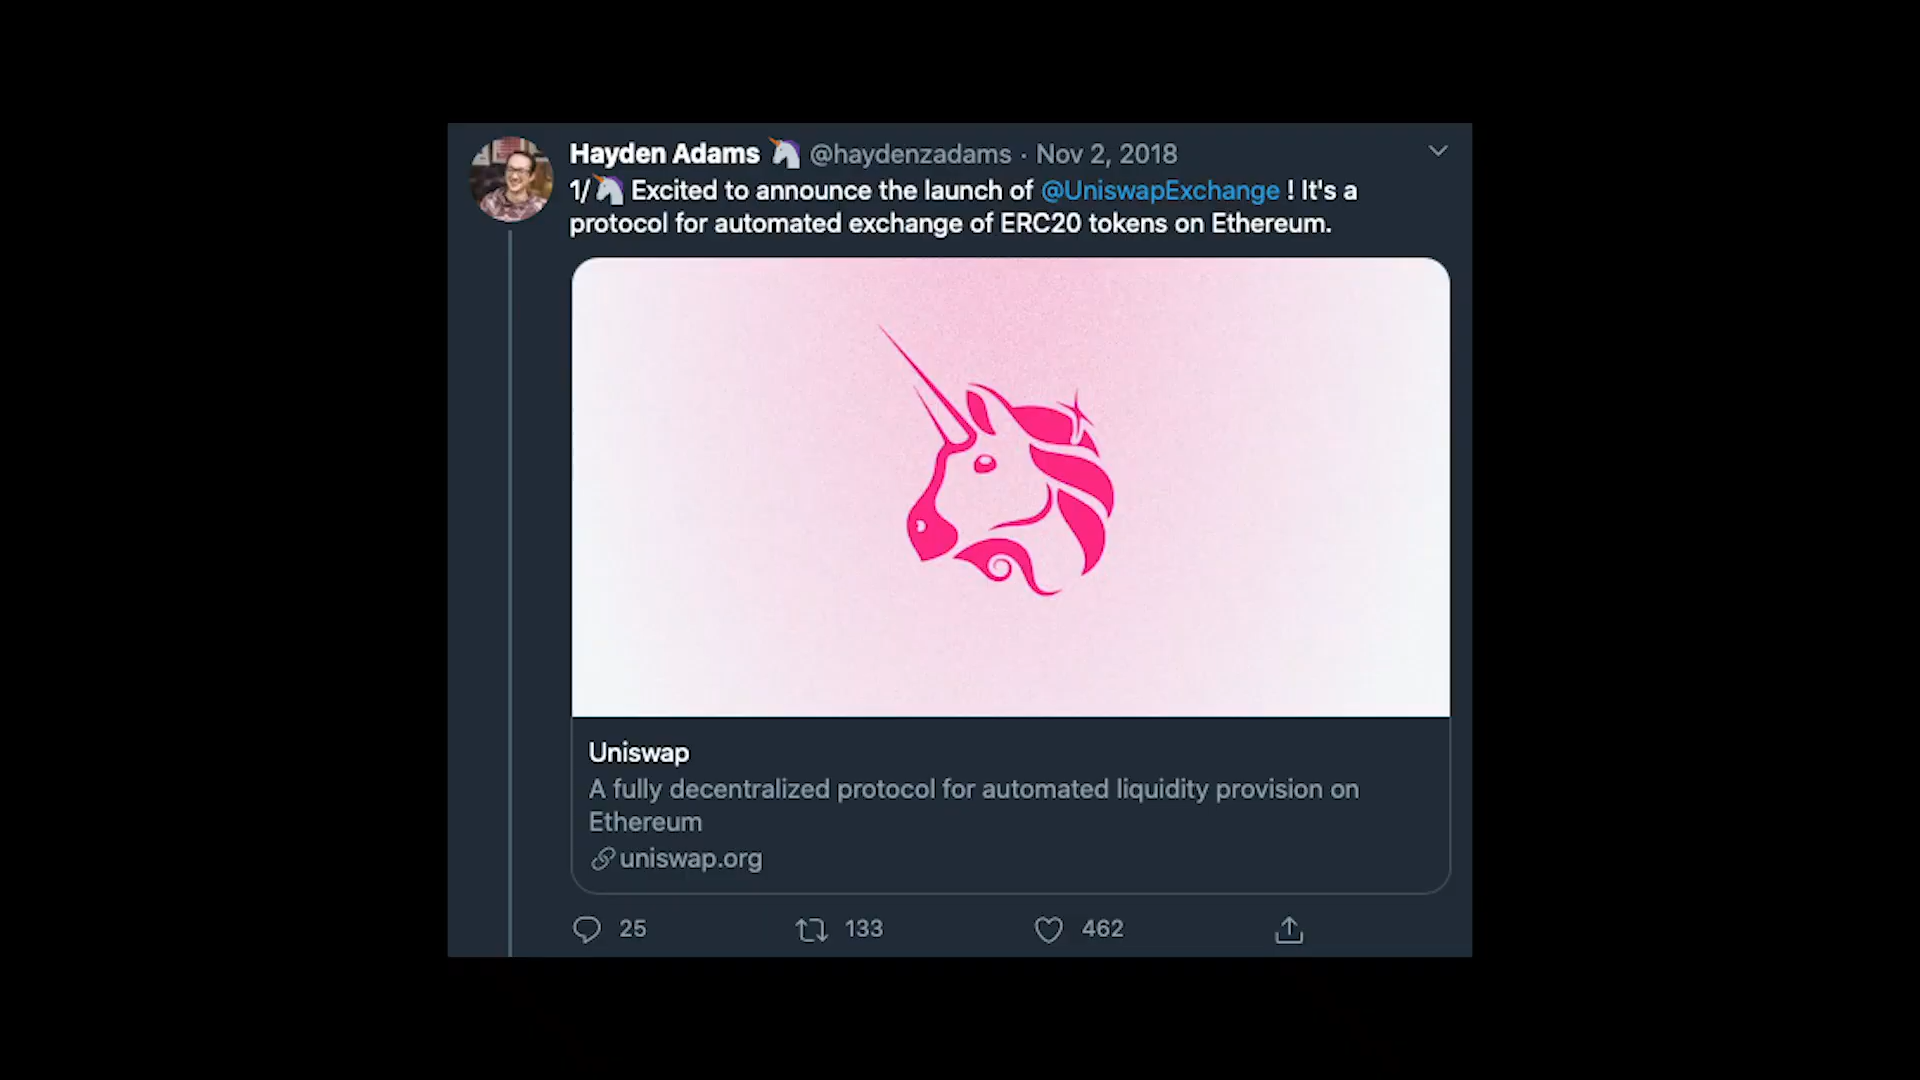 Hayden Adams 🦄 @haydenzadams · Nov 2, 2018
1/🦄 Excited to announce the launch of @UniswapExchange ! It's a
protocol for automated exchange of ERC20 tokens on Ethereum.
Uniswap
A fully decentralized protocol for automated liquidity provision on
Ethereum
uniswap.org
25 133 462